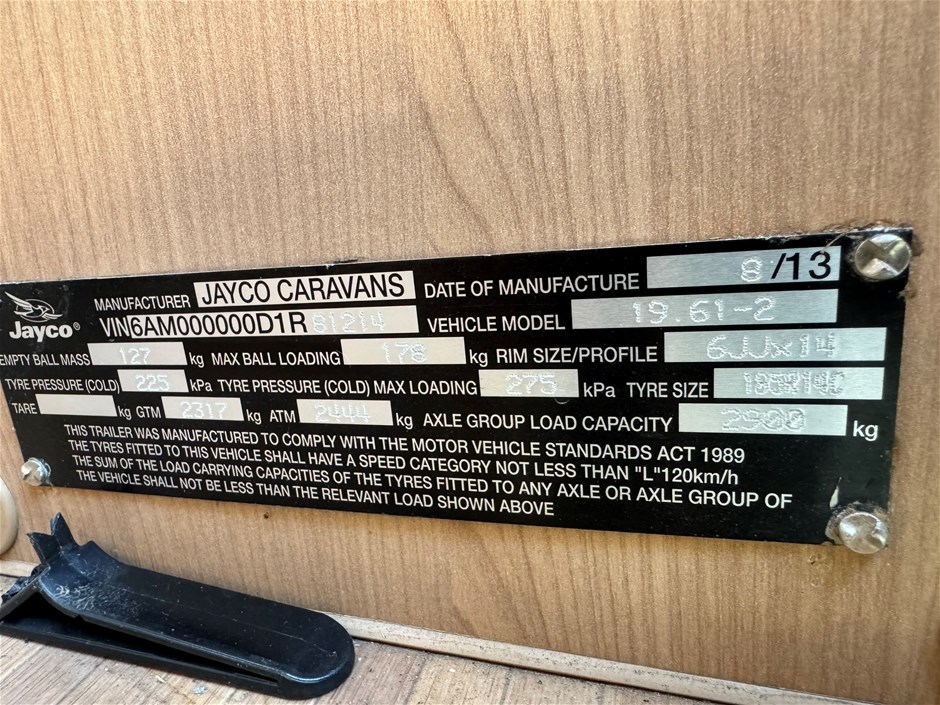 Jayco®
MANUFACTURER JAYCO CARAVANS DATE OF MANUFACTURE 8 /13
VIN6AM000000D1R 81214 VEHICLE MODEL 19.61-2
EMPTY BALL MASS 127 kg MAX BALL LOADING 178 kg RIM SIZE/PROFILE 6JJx14
TYRE PRESSURE (COLD) 225 kPa TYRE PRESSURE (COLD) MAX LOADING 275 kPa TYRE SIZE
TARE kg GTM 2317 kg ATM 2444 kg AXLE GROUP LOAD CAPACITY 2900 kg
THIS TRAILER WAS MANUFACTURED TO COMPLY WITH THE MOTOR VEHICLE STANDARDS ACT 1989
THE TYRES FITTED TO THIS VEHICLE SHALL HAVE A SPEED CATEGORY NOT LESS THAN "L"120km/h
THE SUM OF THE LOAD CARRYING CAPACITIES OF THE TYRES FITTED TO ANY AXLE OR AXLE GROUP OF
THE VEHICLE SHALL NOT BE LESS THAN THE RELEVANT LOAD SHOWN ABOVE